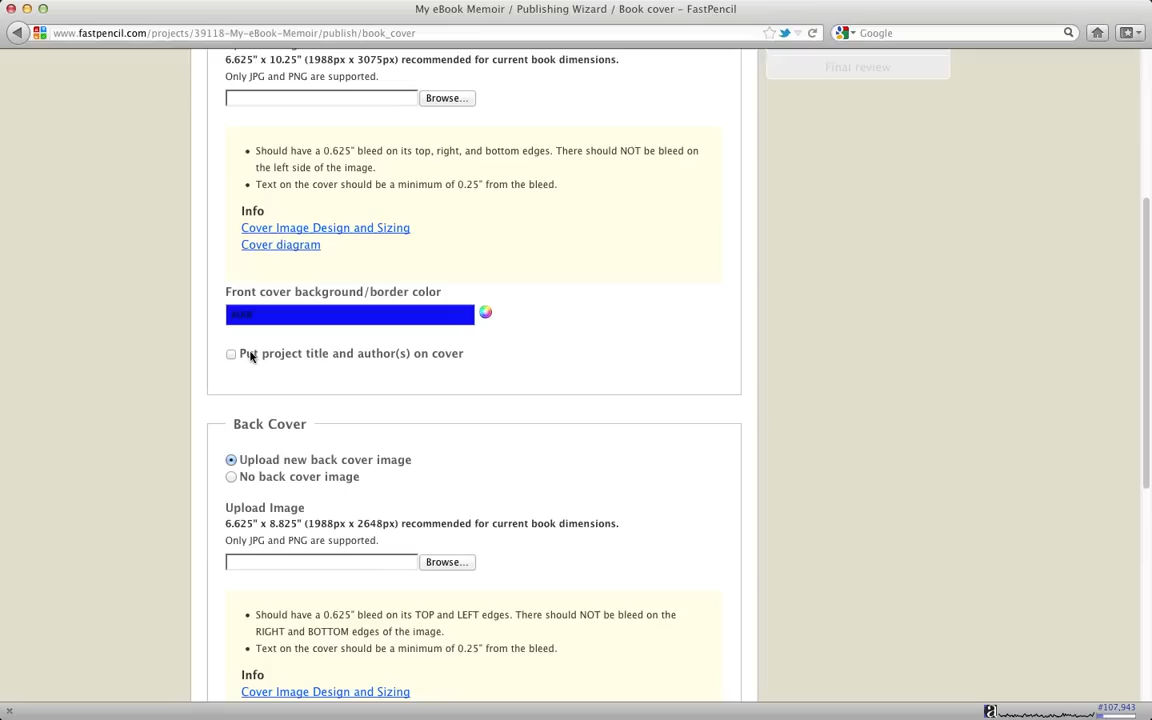 My eBook Memoir / Publishing Wizard / Book cover – FastPencil
www.fastpencil.com/projects/39118-My-eBook-Memoir/publish/book_cover
Google
6.625" x 10.25" (1988px x 3075px) recommended for current book dimensions.
Final review
Only JPG and PNG are supported.
Browse...
• Should have a 0.625" bleed on its top, right, and bottom edges. There should NOT be bleed on
the left side of the image.
• Text on the cover should be a minimum of 0.25" from the bleed.
Info
Cover Image Design and Sizing
Cover diagram
Front cover background/border color
Put project title and author(s) on cover
Back Cover
Upload new back cover image
No back cover image
Upload Image
6.625" x 8.825" (1988px x 2648px) recommended for current book dimensions.
Only JPG and PNG are supported.
Browse...
• Should have a 0.625" bleed on its TOP and LEFT edges. There should NOT be bleed on the
RIGHT and BOTTOM edges of the image.
• Text on the cover should be a minimum of 0.25" from the bleed.
Info
Cover Image Design and Sizing
#107,943